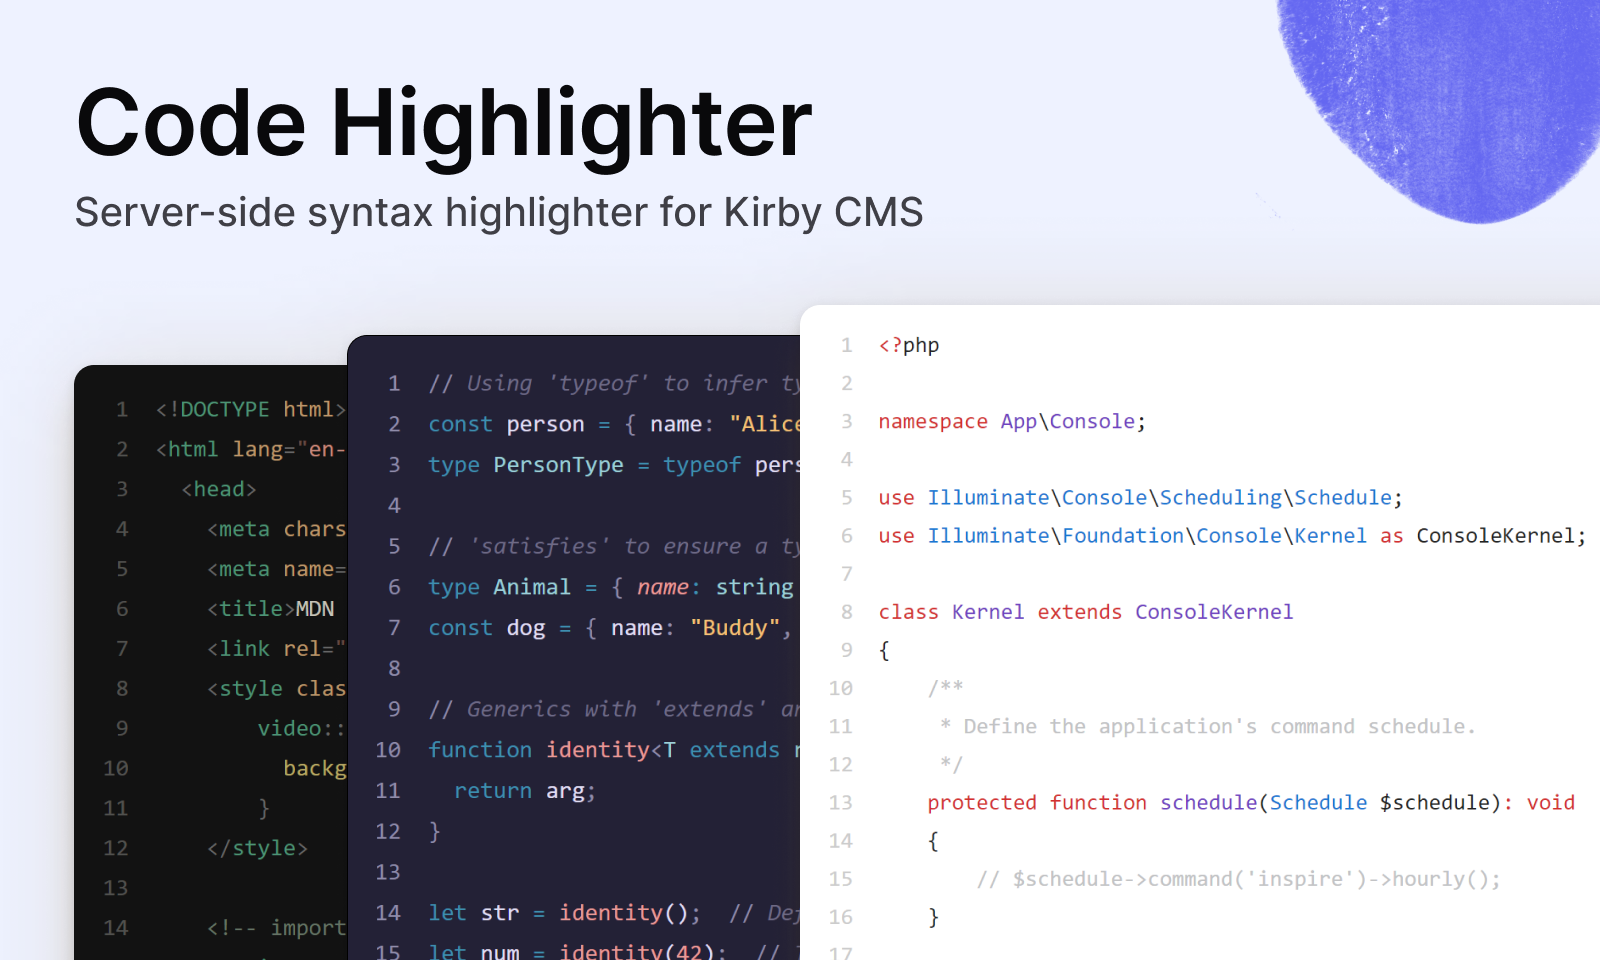 Code Highlighter
Server-side syntax highlighter for Kirby CMS
1 <!DOCTYPE html>
2 <html lang="en-
3 <head>
4 <meta chars
5 <meta name=
6 <title>MDN
7 <link rel="
8 <style clas
9 video::
10 backg
11 }
12 </style>
13
14 <!-- import
1 // Using 'typeof' to infer ty
2 const person = { name: "Alice
3 type PersonType = typeof pers
4
5 // 'satisfies' to ensure a ty
6 type Animal = { name: string
7 const dog = { name: "Buddy",
8
9 // Generics with 'extends' an
10 function identity<T extends r
11 return arg;
12 }
13
14 let str = identity(); // Def
15 let num = identity(42); //
1 <?php
2
3 namespace App\Console;
4
5 use Illuminate\Console\Scheduling\Schedule;
6 use Illuminate\Foundation\Console\Kernel as ConsoleKernel;
7
8 class Kernel extends ConsoleKernel
9 {
10 /**
11 * Define the application's command schedule.
12 */
13 protected function schedule(Schedule $schedule): void
14 {
15 // $schedule->command('inspire')->hourly();
16 }
17